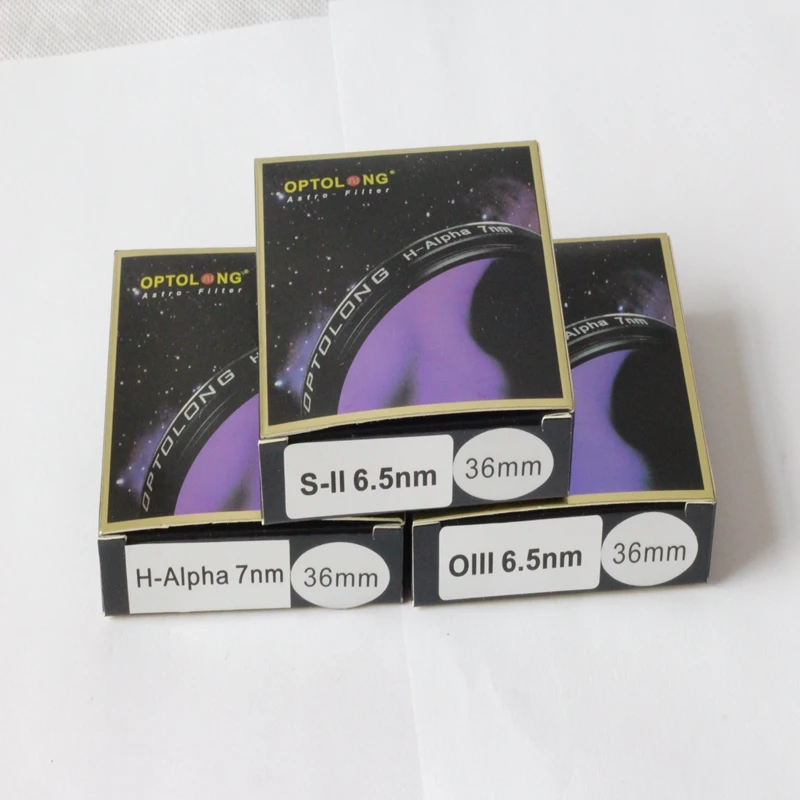 OPTOLONG®
Astro-Filter
OPTOLONG H-Alpha 7nm
S-II 6.5nm
36mm
OPTOLONG®
Astro-Filter
OPTOLONG H
H-Alpha 7nm
36mm
Alpha 7nm
OIII 6.5nm
36mm